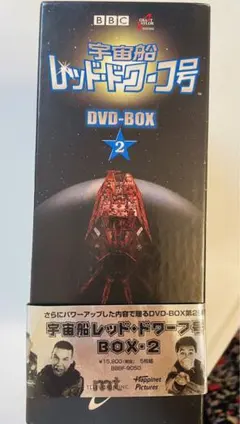 BBC
宇宙船
レッド・ドワーフ号
DVD-BOX
2
さらにパワーアップした内容で贈るDVD-BOX第2弾
宇宙船レッド・ドワーフ号
BOX・2
5枚組
Happinet
Pictures